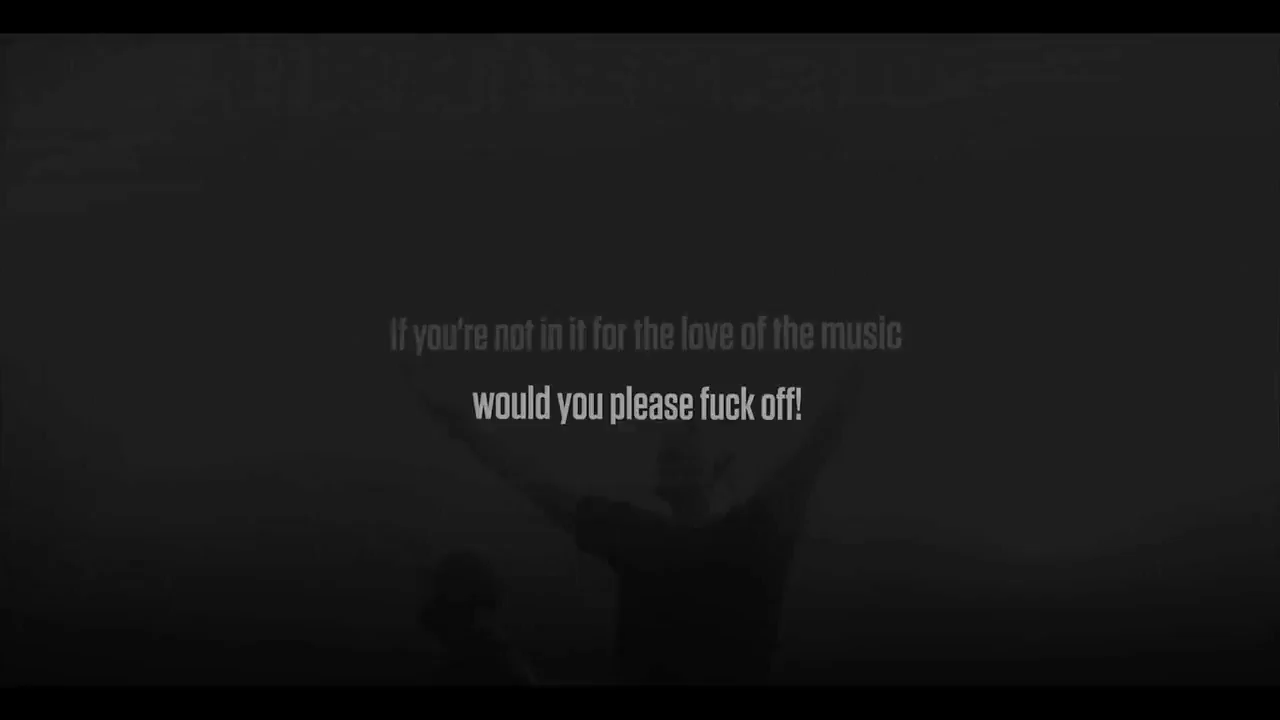 If you're not in it for the love of the music
would you please fuck off!